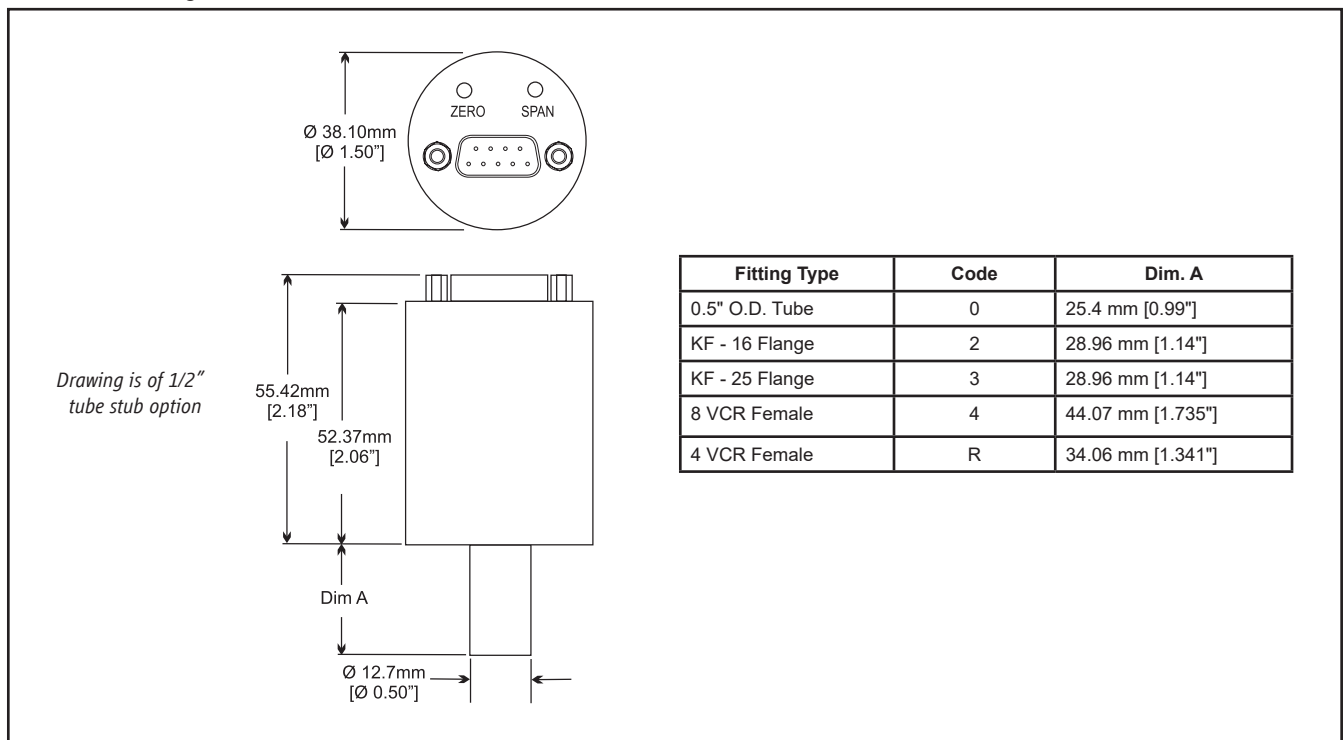 ZERO SPAN
Ø 38.10mm
[Ø 1.50”]
Drawing is of 1/2”
tube stub option
55.42mm
[2.18”]
52.37mm
[2.06”]
Dim A
Ø 12.7mm
[Ø 0.50”]
Fitting Type Code Dim. A
0.5" O.D. Tube 0 25.4 mm [0.99"]
KF - 16 Flange 2 28.96 mm [1.14"]
KF - 25 Flange 3 28.96 mm [1.14"]
8 VCR Female 4 44.07 mm [1.735"]
4 VCR Female R 34.06 mm [1.341"]